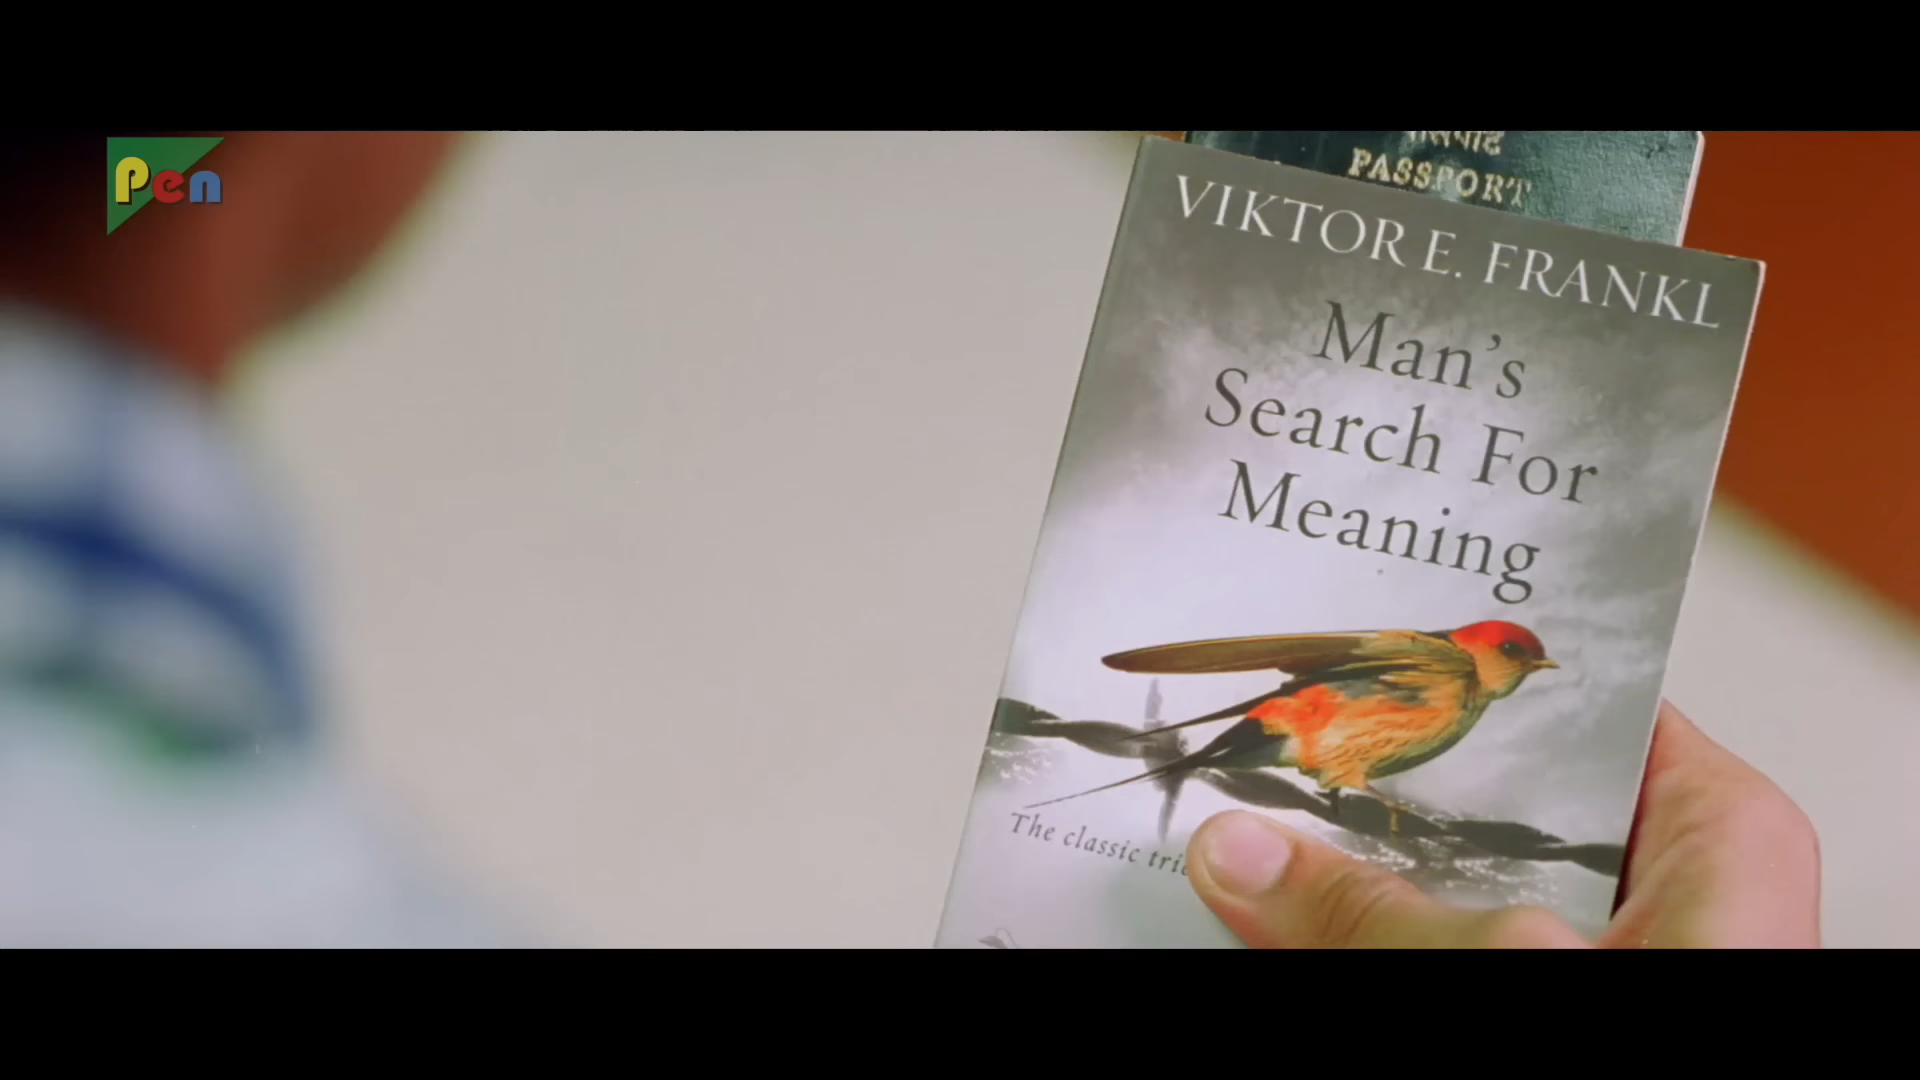 Pen
PASSPORT
VIKTOR E. FRANKL
Man's
Search For
Meaning
The classic